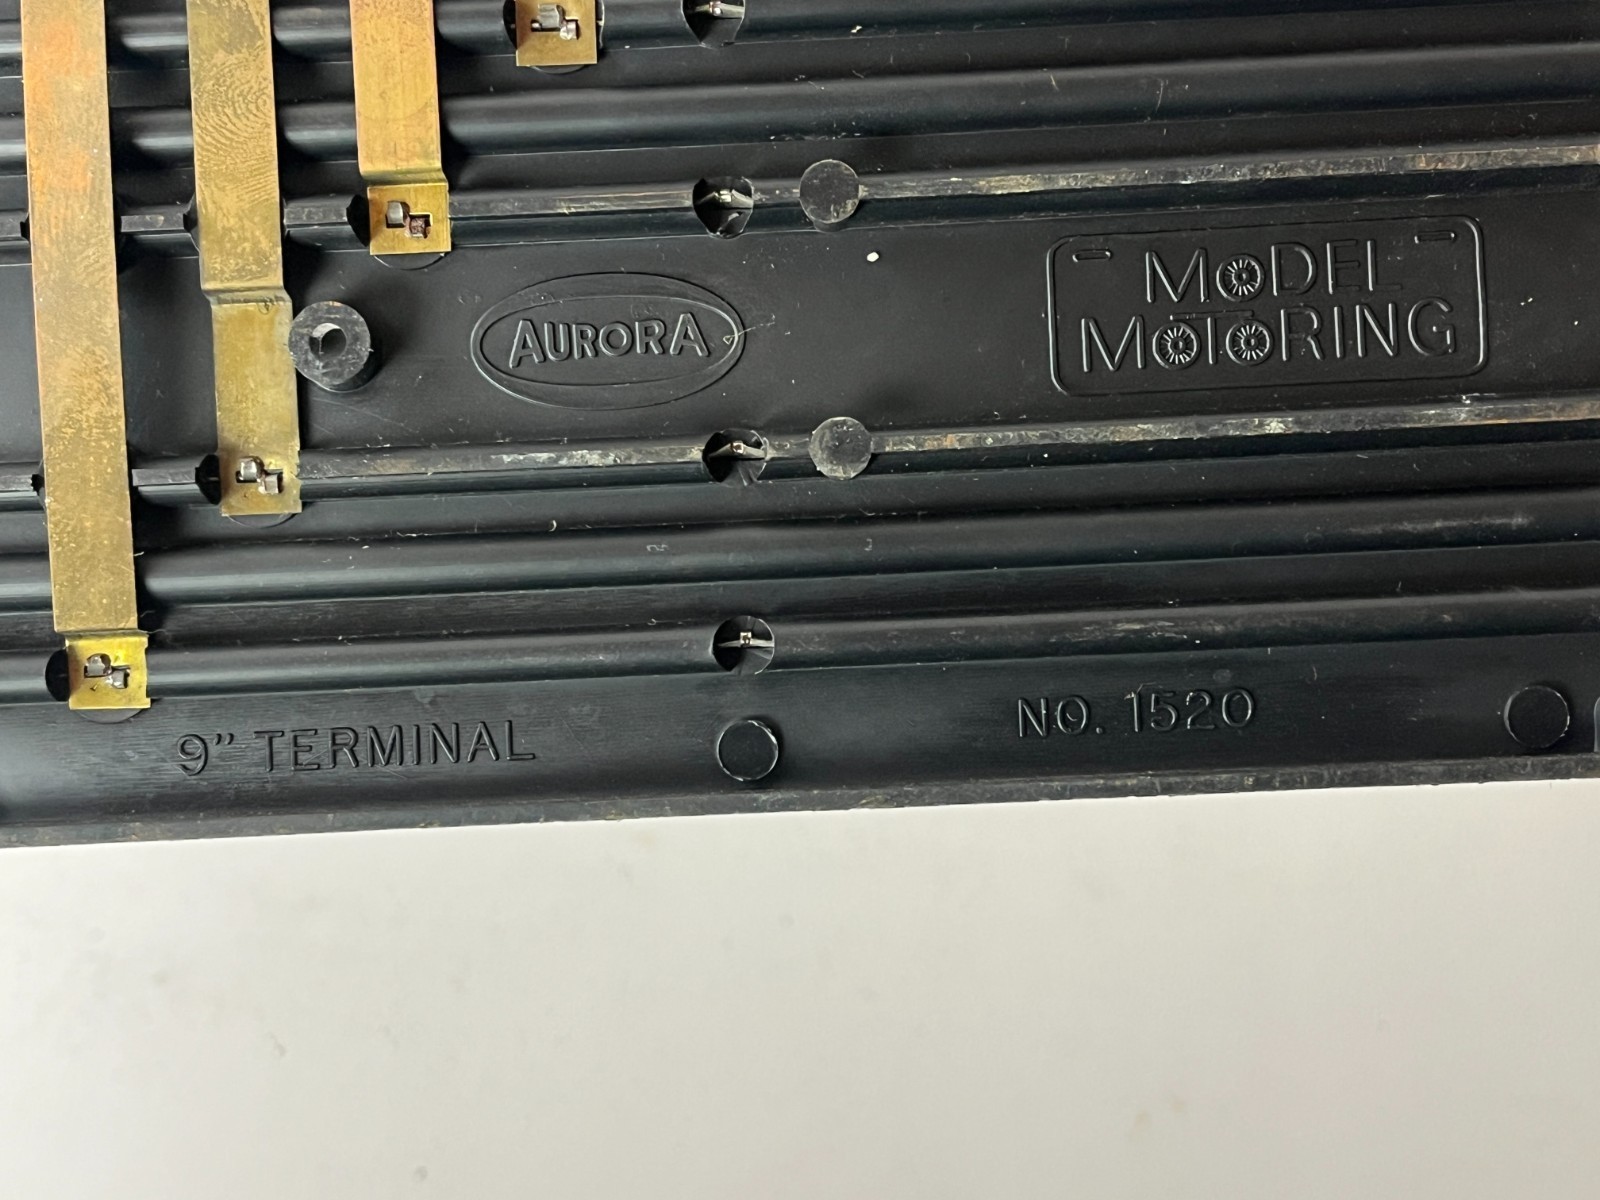 AURORA
MODEL
MOTORING
9" TERMINAL
NO. 1520